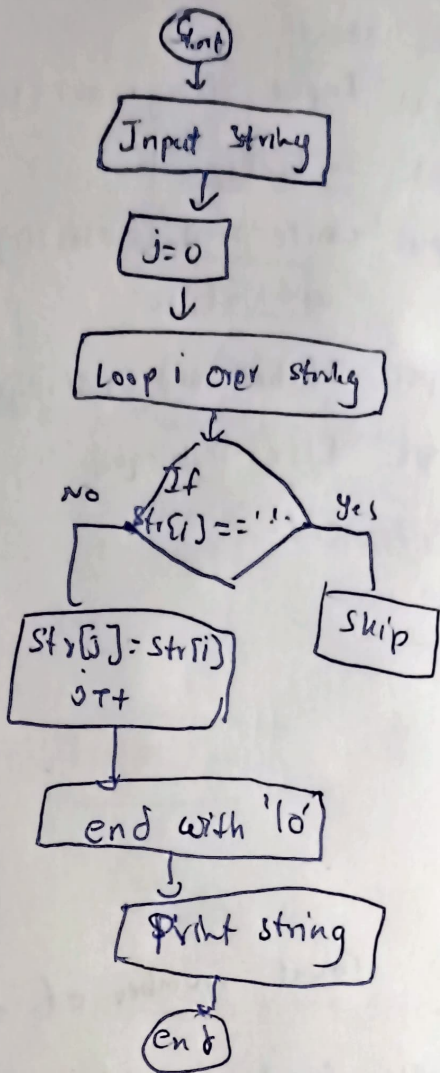 Start
Input string
j=0
Loop i over string
If
No
Yes
Str[i]=='.'
Str[j]=Str[i]
Skip
j++
end with '\0'
Print string
end